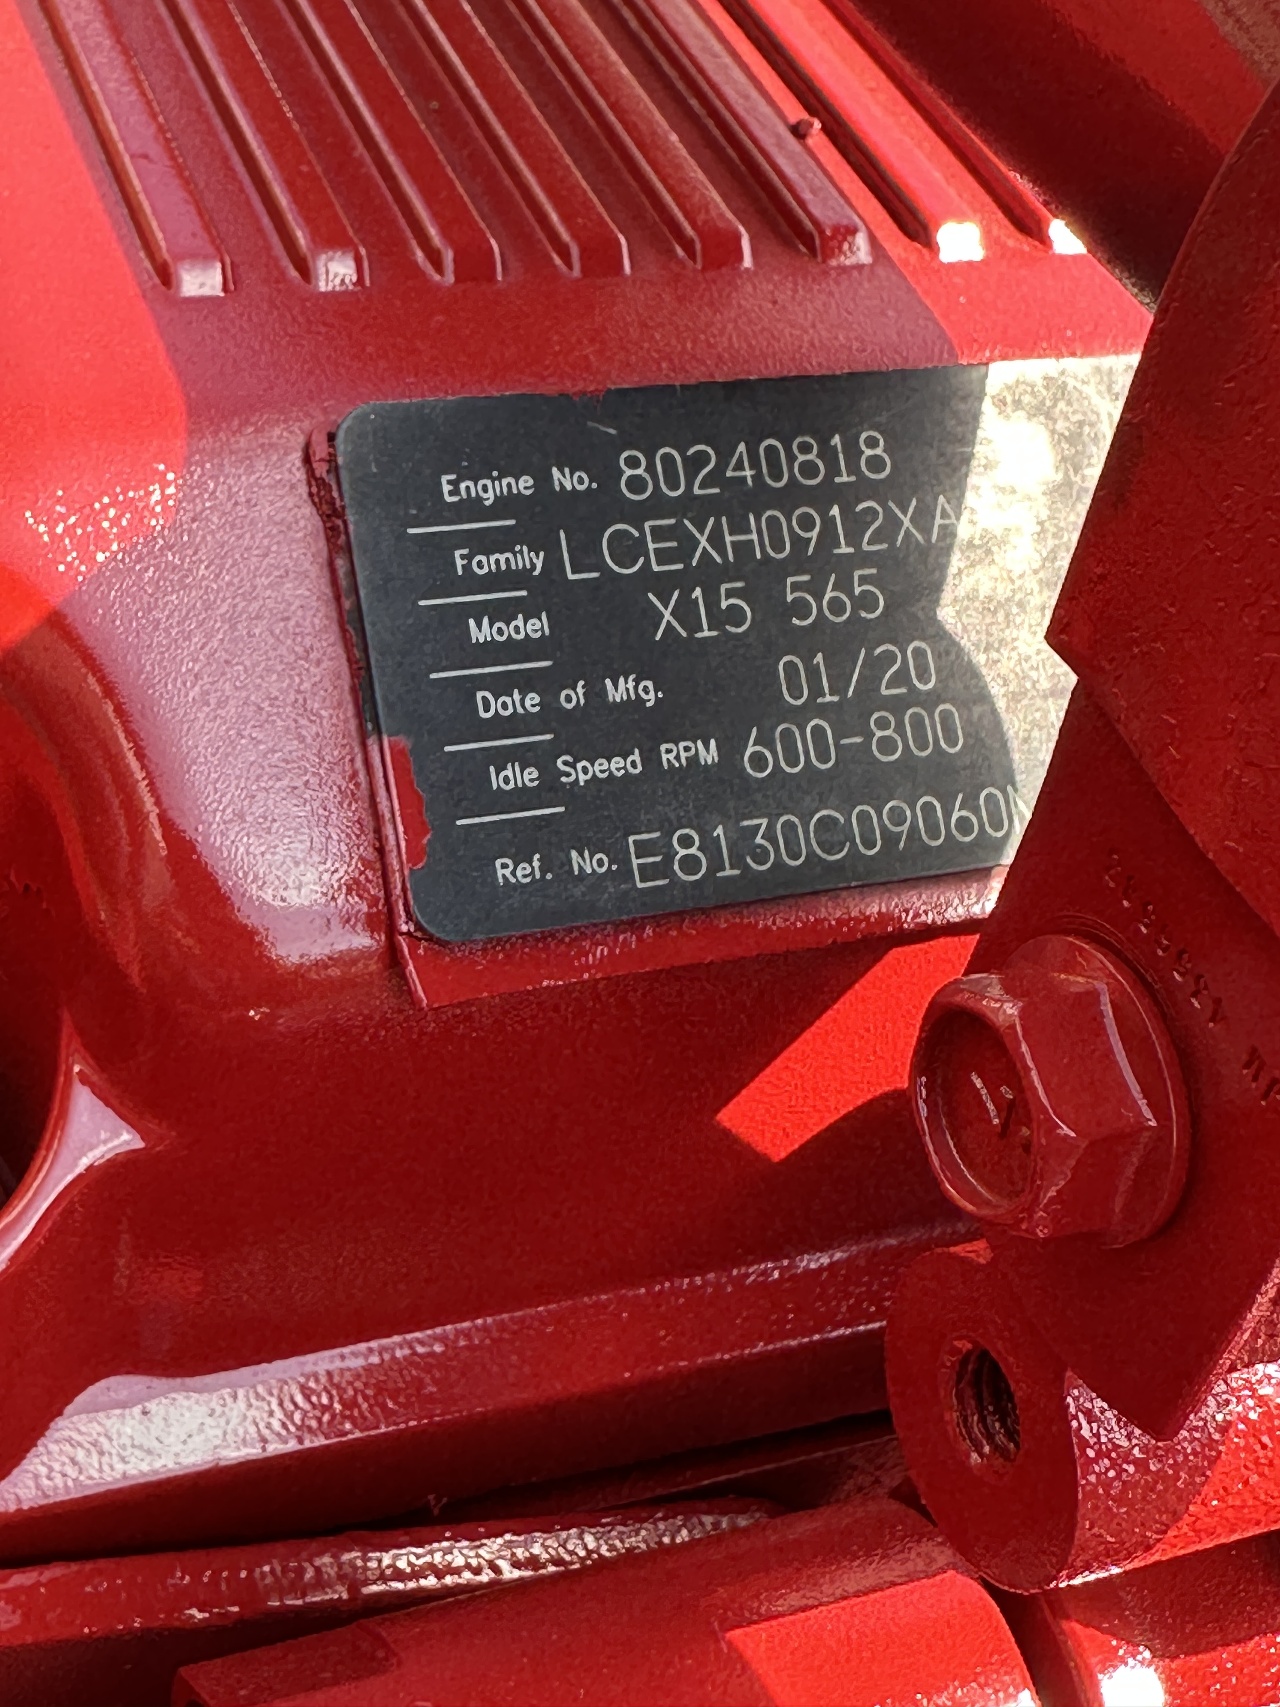 Engine No. 80240818
Family LCEXH0912XA
Model X15 565
Date of Mfg. 01/20
Idle Speed RPM 600-800
Ref. No. E8130C09060